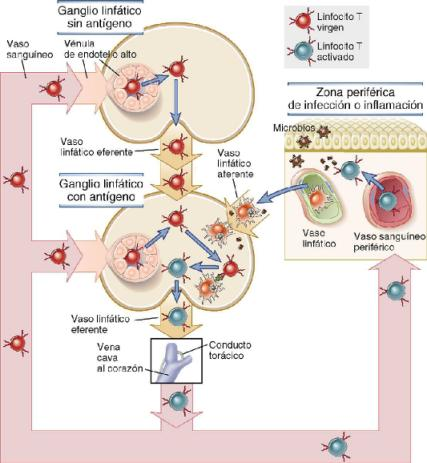 Ganglio linfático
sin antígeno
Linfocito T
virgen
Linfocito T
activado
Vaso
sanguíneo
Vénula
de endotelio alto
Zona periférica
de infección o inflamación
Microbios
Vaso
linfático eferente
Vaso
linfático
aferente
Ganglio linfático
con antígeno
Vaso
linfático
Vaso sanguíneo
periférico
Vaso linfático
eferente
Vena
cava
al corazón
Conducto
torácico